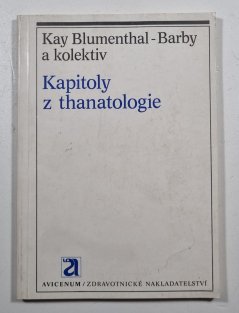 Kay Blumenthal-Barby
a kolektiv
Kapitoly
z thanatologie
AVICENUM/ZDRAVOTNICKÉ NAKLADATELSTVÍ